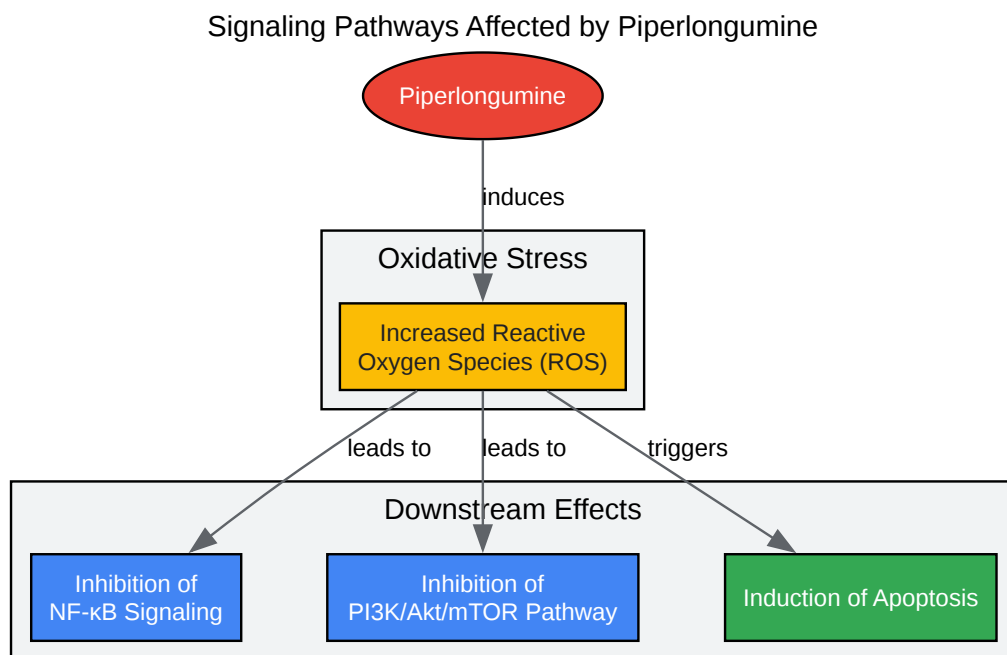 Signaling Pathways Affected by Piperlongumine
Piperlongumine
induces
Oxidative Stress
Increased Reactive
Oxygen Species (ROS)
leads to
leads to
triggers
Downstream Effects
Inhibition of
NF-κB Signaling
Inhibition of
PI3K/Akt/mTOR Pathway
Induction of Apoptosis